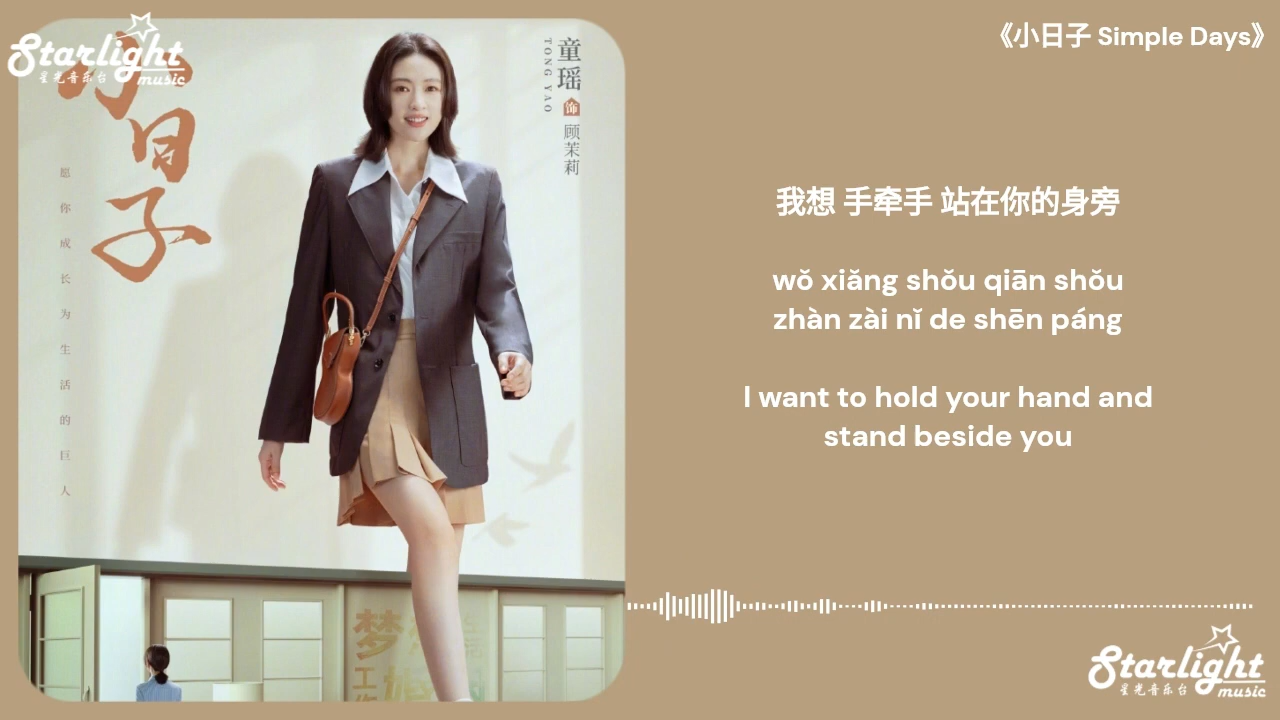 Starlight
星光音乐台
music
小日子
愿你成长为生活的巨人
童瑶
TONG YAO
饰
顾茉莉
《小日子 Simple Days》
我想 手牵手 站在你的身旁
wǒ xiǎng shǒu qiān shǒu
zhàn zài nǐ de shēn páng
I want to hold your hand and
stand beside you
梦
工
Starlight
星光音乐台
music